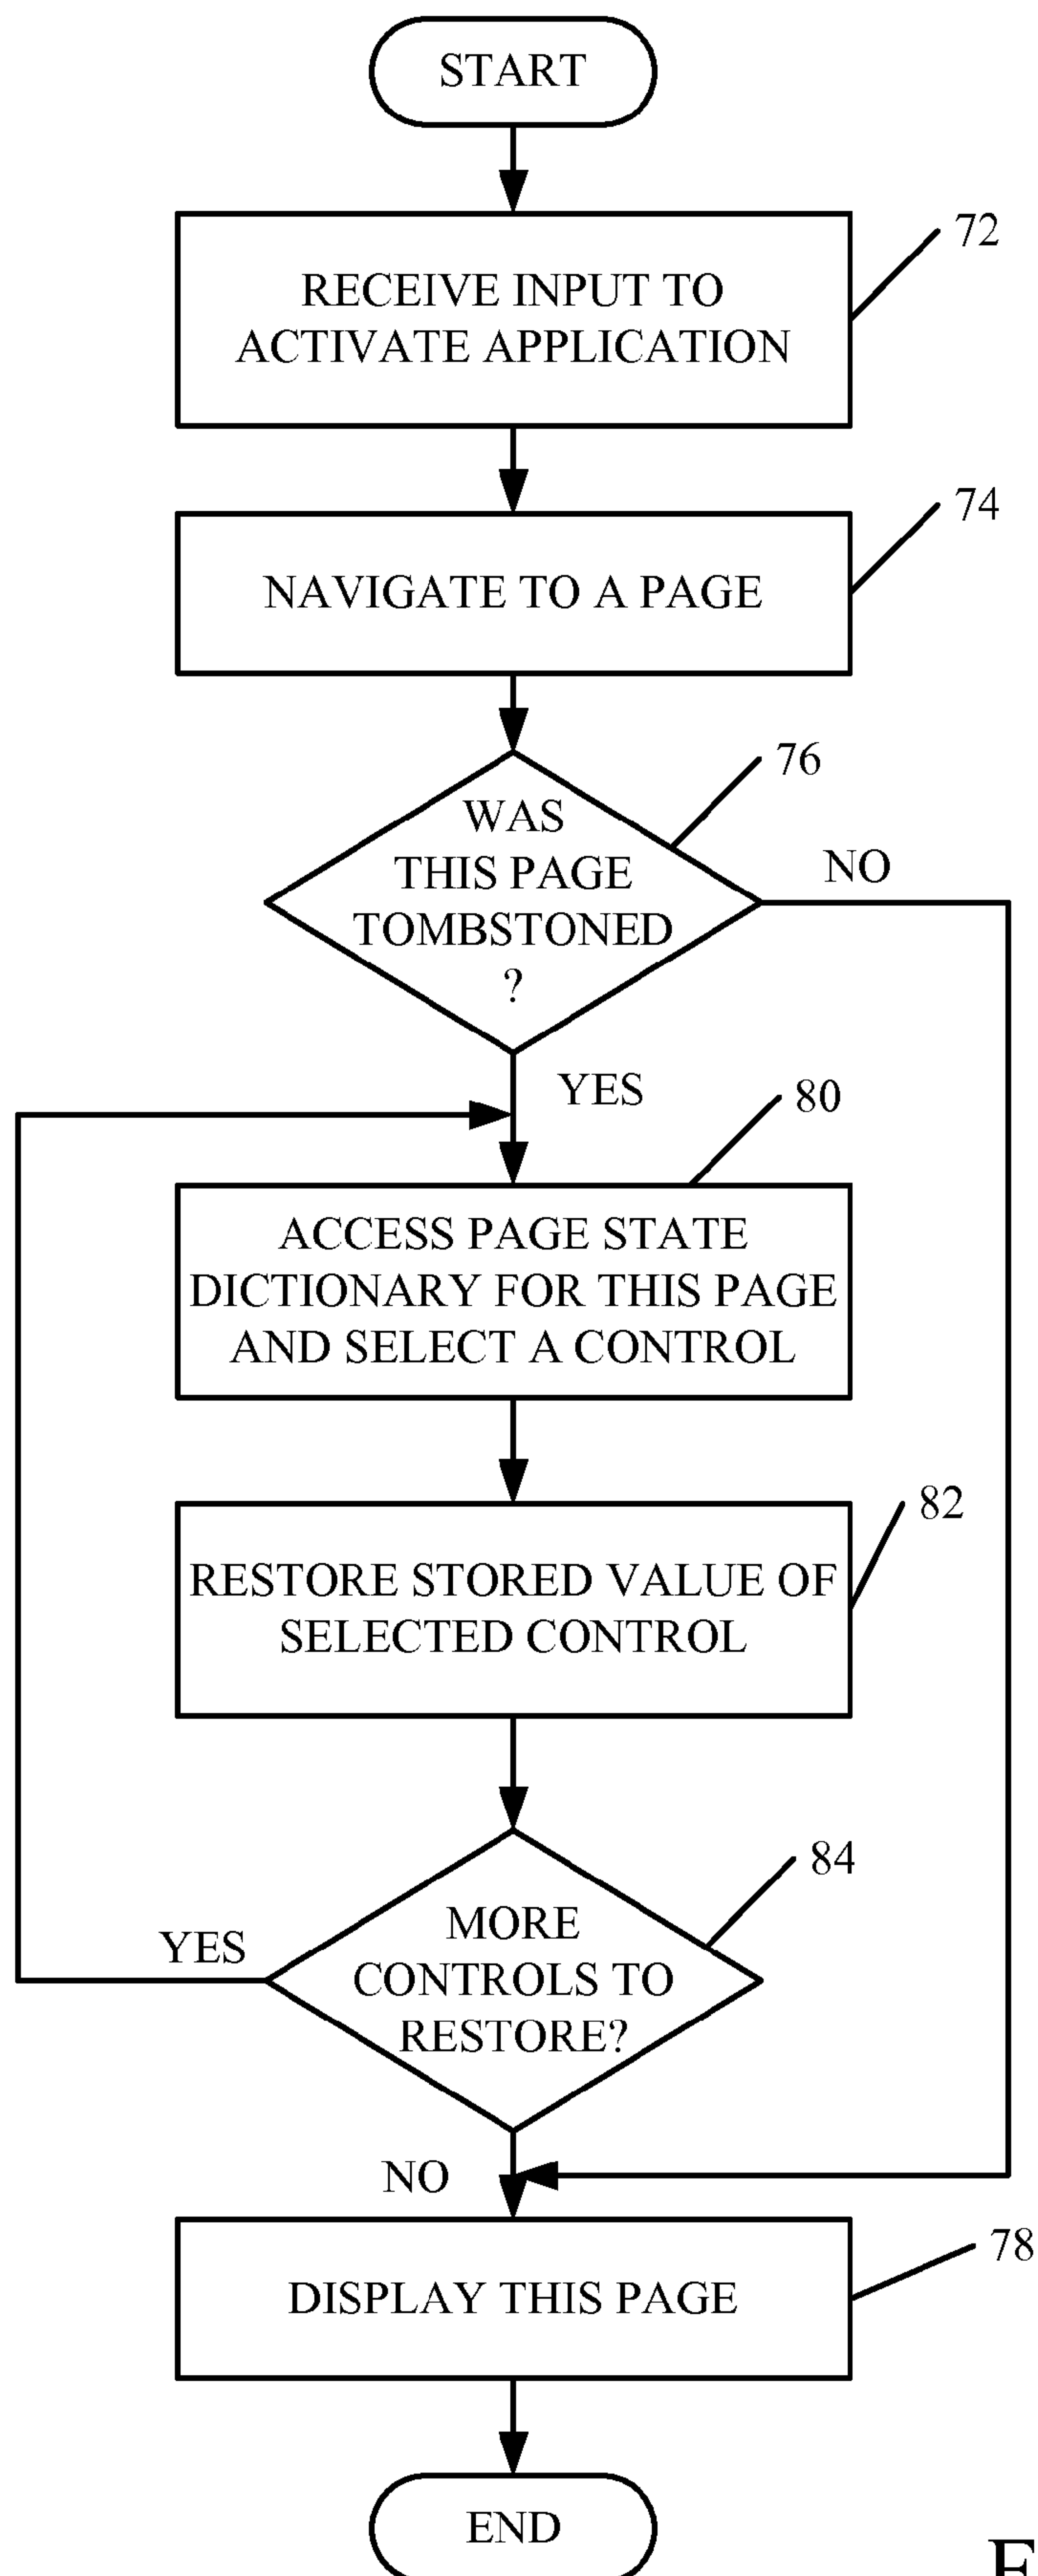 START
72
RECEIVE INPUT TO
ACTIVATE APPLICATION
74
NAVIGATE TO A PAGE
76
WAS
THIS PAGE
TOMBSTONED
?
NO
YES
80
ACCESS PAGE STATE
DICTIONARY FOR THIS PAGE
AND SELECT A CONTROL
82
RESTORE STORED VALUE OF
SELECTED CONTROL
84
MORE
CONTROLS TO
RESTORE?
YES
NO
78
DISPLAY THIS PAGE
END